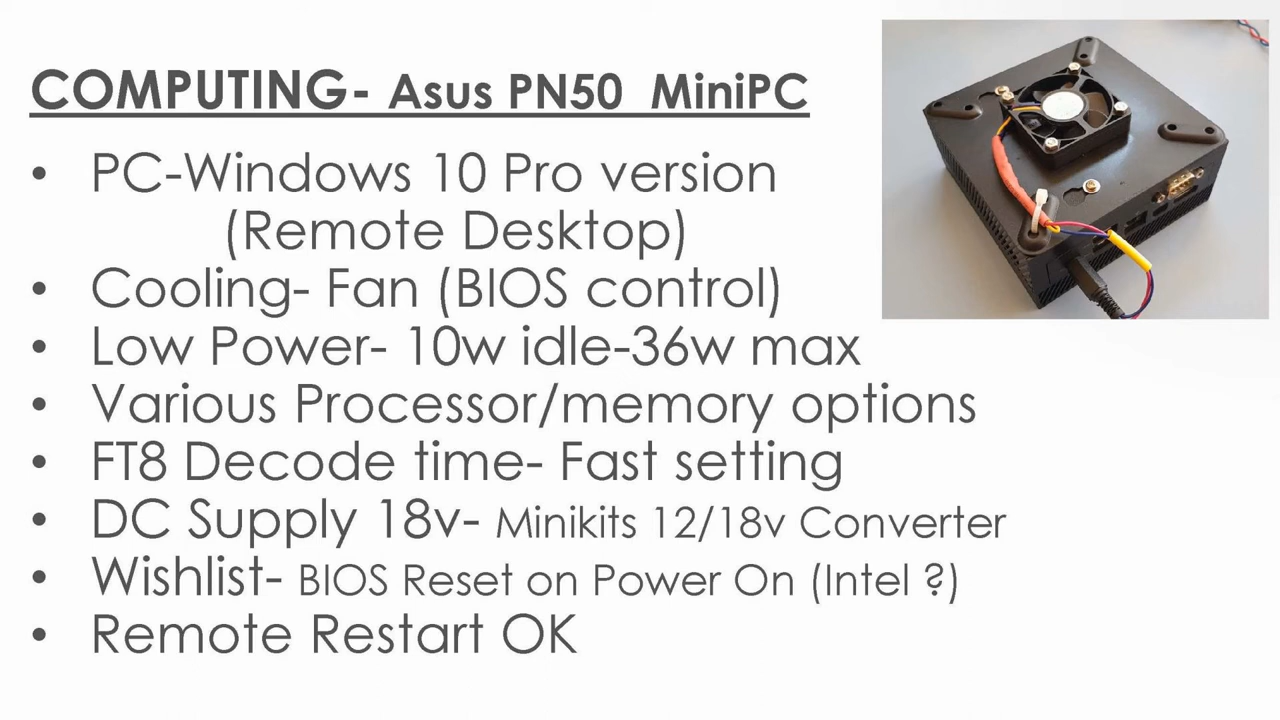 COMPUTING- Asus PN50 MiniPC
• PC-Windows 10 Pro version
(Remote Desktop)
• Cooling- Fan (BIOS control)
• Low Power- 10w idle-36w max
• Various Processor/memory options
• FT8 Decode time- Fast setting
• DC Supply 18v- Minikits 12/18v Converter
• Wishlist- BIOS Reset on Power On (Intel ?)
• Remote Restart OK